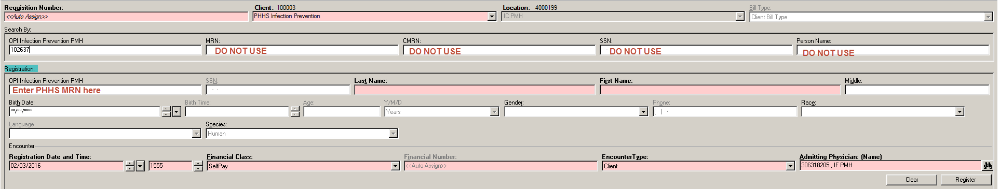 Requisition Number: Client: 100003 Location: 4000199 Bill Type:
<<Auto Assign>> PHHS Infection Prevention IC PMH Client Bill Type
Search By:
OPI Infection Prevention PMH MRN: CMRN: SSN: Person Name:
102637 DO NOT USE DO NOT USE - DO NOT USE DO NOT USE
Registration:
OPI Infection Prevention PMH SSN: Last Name: First Name: Middle:
Enter PHHS MRN here - -
Birth Date: Birth Time: Age: Y/M/D Gender: Phone: Race:
**/**/**** Years ( ) -
Language Species:
Human
Encounter
Registration Date and Time: Financial Class: Financial Number: EncounterType: Admitting Physician: (Name)
02/03/2016 1555 SelfPay <<Auto Assign>> Client 306318205 , IF PMH
Clear Register